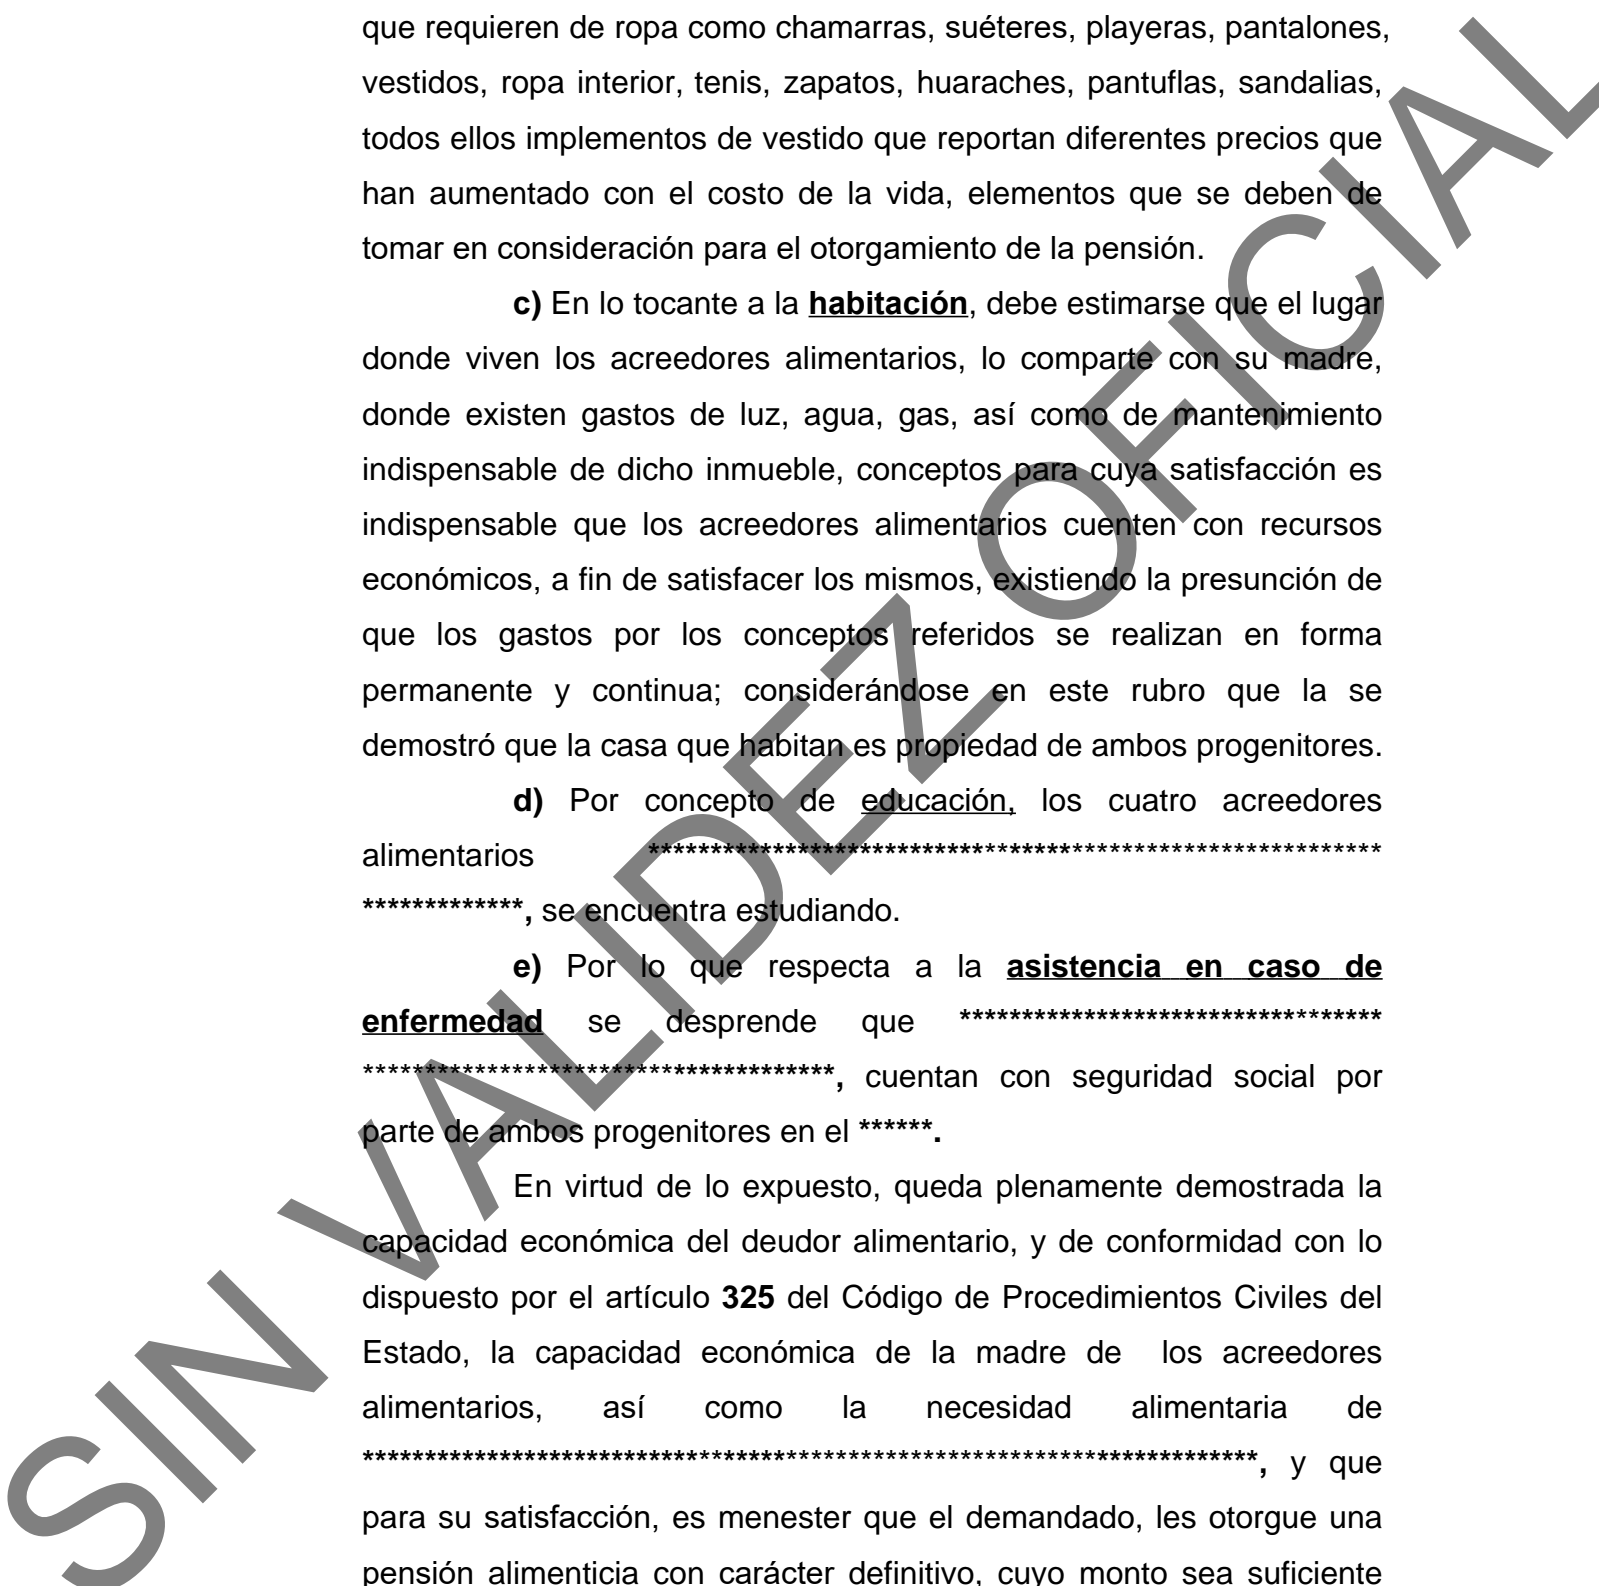 que requieren de ropa como chamarras, suéteres, playeras, pantalones,
vestidos, ropa interior, tenis, zapatos, huaraches, pantuflas, sandalias,
todos ellos implementos de vestido que reportan diferentes precios que
han aumentado con el costo de la vida, elementos que se deben de
tomar en consideración para el otorgamiento de la pensión.
c) En lo tocante a la habitación, debe estimarse que el lugar
donde viven los acreedores alimentarios, lo comparte con su madre,
donde existen gastos de luz, agua, gas, así como de mantenimiento
indispensable de dicho inmueble, conceptos para cuya satisfacción es
indispensable que los acreedores alimentarios cuenten con recursos
económicos, a fin de satisfacer los mismos, existiendo la presunción de
que los gastos por los conceptos referidos se realizan en forma
permanente y continua; considerándose en este rubro que la se
demostró que la casa que habitan es propiedad de ambos progenitores.
d) Por concepto de educación, los cuatro acreedores
alimentarios ***********************************************************
*************, se encuentra estudiando.
e) Por lo que respecta a la asistencia en caso de
enfermedad se desprende que **********************************
**************************************, cuentan con seguridad social por
parte de ambos progenitores en el ******.
En virtud de lo expuesto, queda plenamente demostrada la
capacidad económica del deudor alimentario, y de conformidad con lo
dispuesto por el artículo 325 del Código de Procedimientos Civiles del
Estado, la capacidad económica de la madre de los acreedores
alimentarios, así como la necesidad alimentaria de
************************************************************************, y que
para su satisfacción, es menester que el demandado, les otorgue una
pensión alimenticia con carácter definitivo, cuyo monto sea suficiente
SIN VALIDEZ OFICIAL